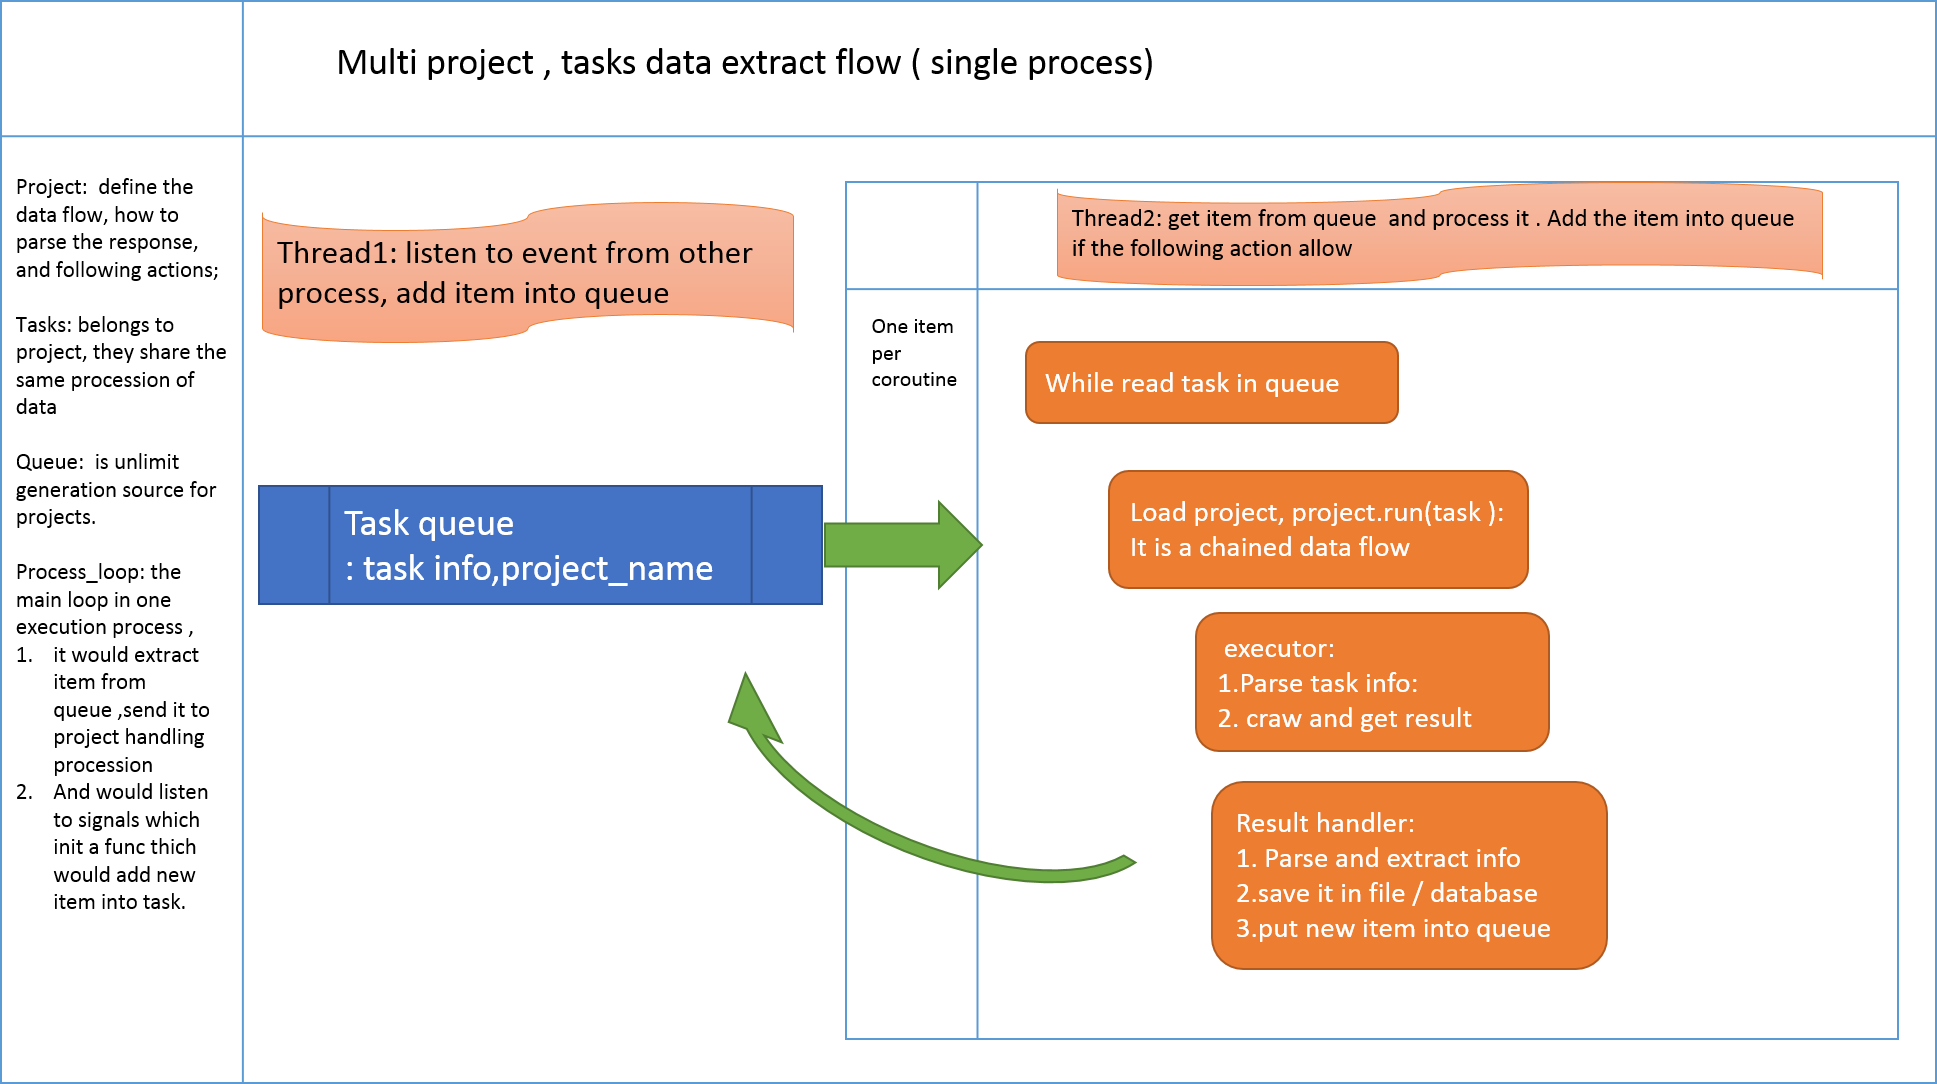 Multi project , tasks data extract flow ( single process)
Project:  define the
data flow, how to
parse the response,
and following actions;
Tasks: belongs to
project, they share the
same procession of
data
Queue:  is unlimit
generation source for
projects.
Process_loop: the
main loop in one
execution process ,
1. it would extract
item from
queue ,send it to
project handling
procession
2. And would listen
to signals which
init a func thich
would add new
item into task.
Thread1: listen to event from other
process, add item into queue
Task queue
: task info,project_name
Thread2: get item from queue  and process it . Add the item into queue
if the following action allow
One item
per
coroutine
While read task in queue
Load project, project.run(task ):
It is a chained data flow
executor:
1.Parse task info:
2. craw and get result
Result handler:
1. Parse and extract info
2.save it in file / database
3.put new item into queue